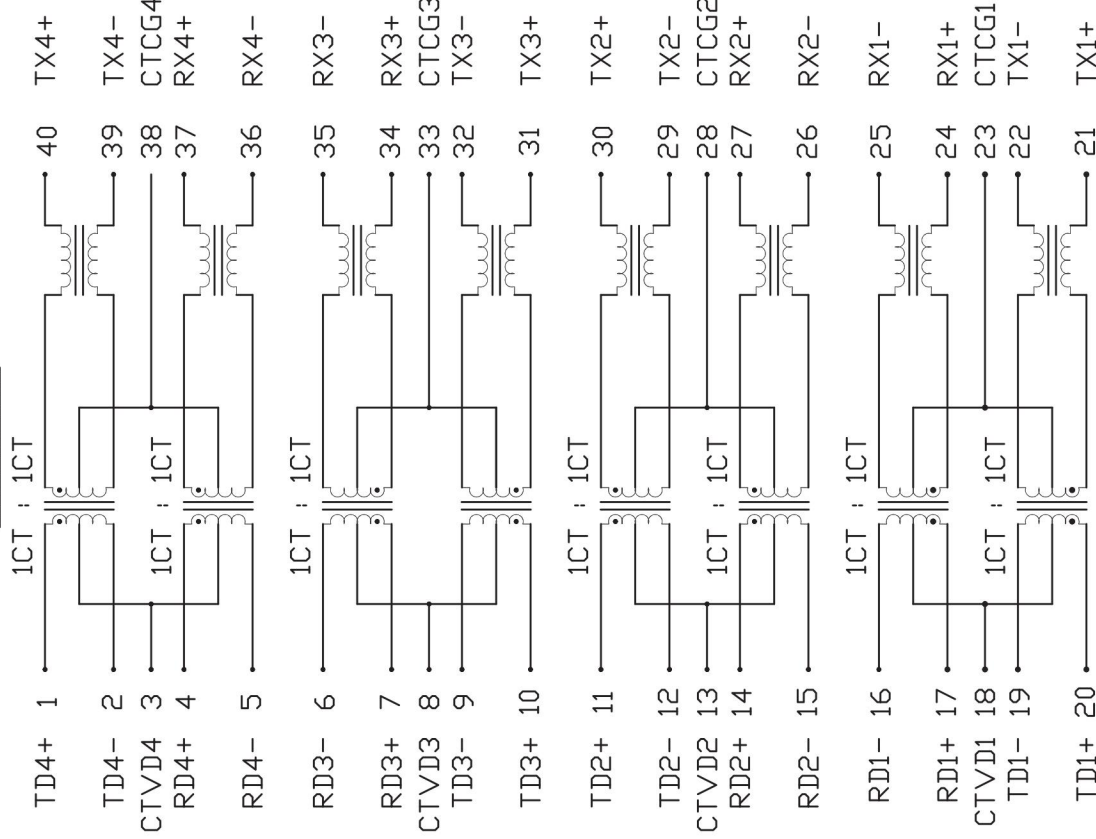 1CT : 1CT
TD4+ 1 40 TX4+
TD4- 2 39 TX4-
CTVD4 3 38 CTCG4
1CT : 1CT
RD4+ 4 37 RX4+
RD4- 5 36 RX4-
1CT : 1CT
RD3- 6 35 RX3-
RD3+ 7 34 RX3+
CTVD3 8 33 CTCG3
TD3- 9 32 TX3-
TD3+ 10 31 TX3+
1CT : 1CT
TD2+ 11 30 TX2+
TD2- 12 29 TX2-
CTVD2 13 28 CTCG2
1CT : 1CT
RD2+ 14 27 RX2+
RD2- 15 26 RX2-
1CT : 1CT
RD1- 16 25 RX1-
RD1+ 17 24 RX1+
CTVD1 18 23 CTCG1
1CT : 1CT
TD1- 19 22 TX1-
TD1+ 20 21 TX1+